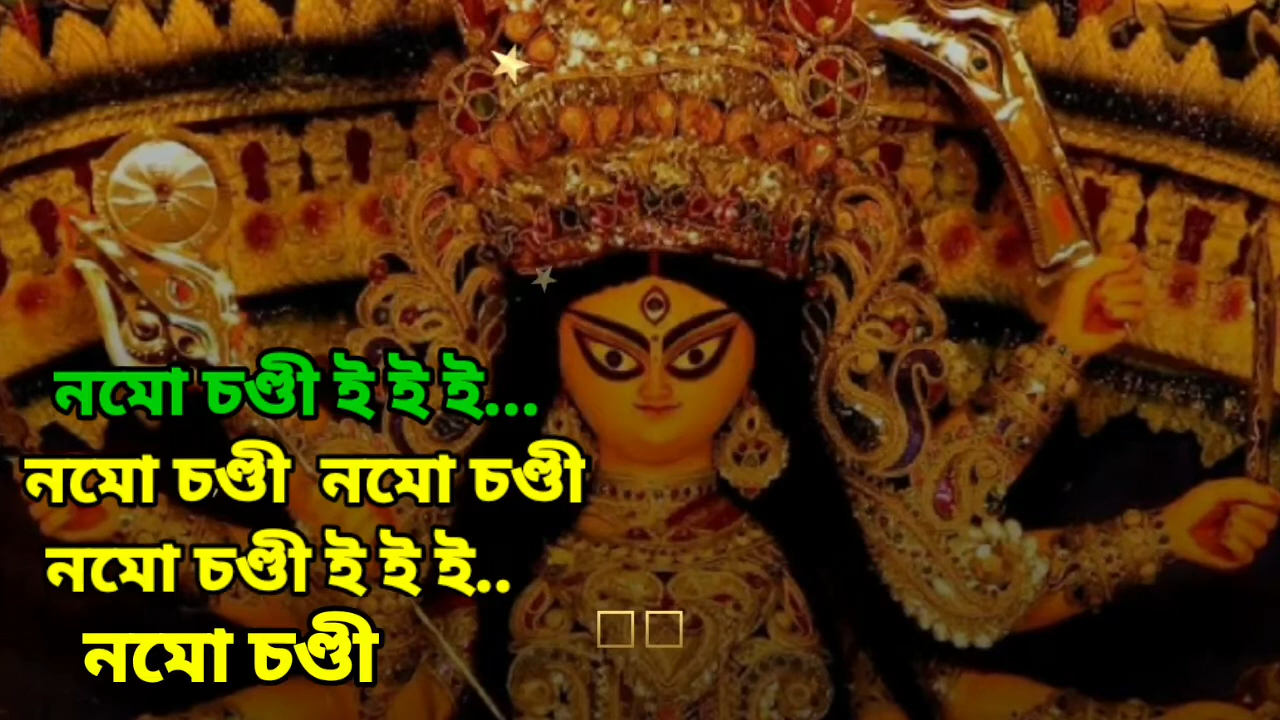 নমো চণ্ডী ই ই ই...
নমো চণ্ডী নমো চণ্ডী
নমো চণ্ডী ই ই ই..
নমো চণ্ডী